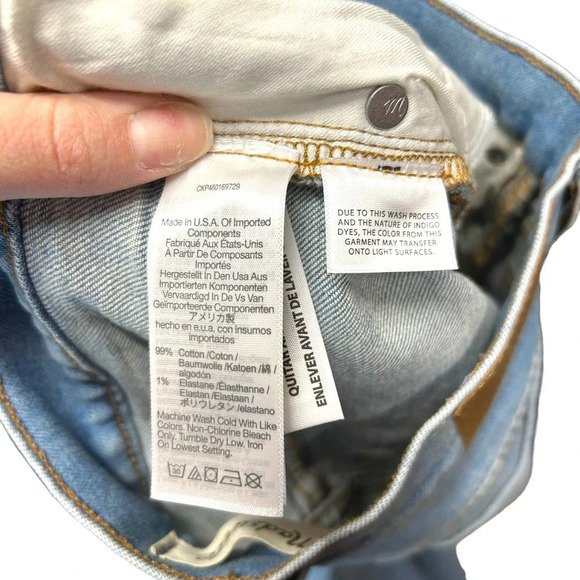 CKP460169729
Made In U.S.A. Of Imported
Components
Fabriqué Aux États-Unis
À Partir De Composants
Importés
Hergestellt In Den Usa Aus
Importierten Komponenten
Vervaardigd In De Vs Van
Geïmporteerde Componenten
アメリカ製
hecho en e.u.a. con insumos
importados
99% Cotton /Coton /
Baumwolle /Katoen /綿 /
algodón
1% Elastane /Élasthanne /
Elastan /Elastaan /
ポリウレタン /elastano
Machine Wash Cold With Like
Colors. Non-Chlorine Bleach
Only. Tumble Dry Low. Iron
On Lowest Setting.
30
QUITAR
ENLEVER AVANT DE LAVER
DUE TO THIS WASH PROCESS
AND THE NATURE OF INDIGO
DYES, THE COLOR FROM THIS
GARMENT MAY TRANSFER
ONTO LIGHT SURFACES.
M